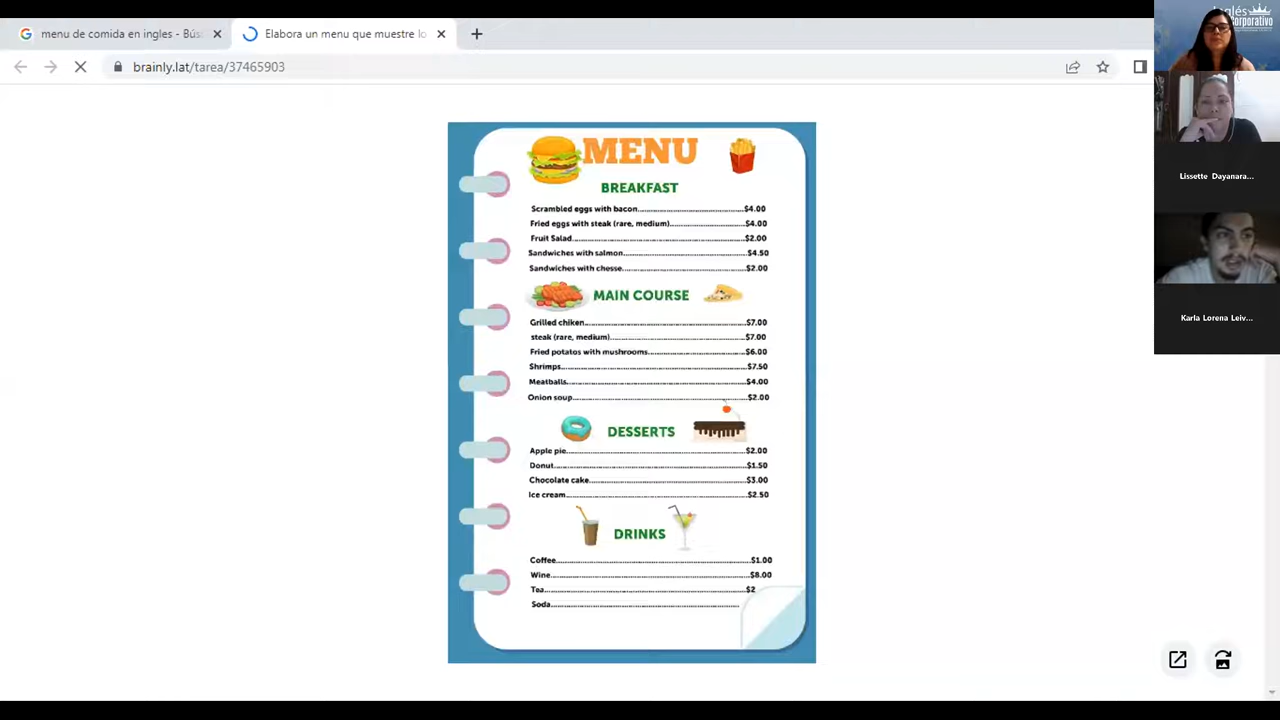 menu de comida en ingles - Bús
Elabora un menu que muestre lo
brainly.lat/tarea/37465903
Inglés
Corporativo
Lissette Dayanara...
Karla Lorena Leiv...
MENU
BREAKFAST
Scrambled eggs with bacon $4.00
Fried eggs with steak (rare, medium) $4.00
Fruit Salad $2.00
Sandwiches with salmon $4.50
Sandwiches with chesse $2.00
MAIN COURSE
Grilled chiken $7.00
steak (rare, medium) $7.00
Fried potatos with mushrooms $6.00
Shrimps $7.50
Meatballs $4.00
Onion soup $2.00
DESSERTS
Apple pie $2.00
Donut $1.50
Chocolate cake $3.00
Ice cream $2.50
DRINKS
Coffee $1.00
Wine $8.00
Tea $2
Soda